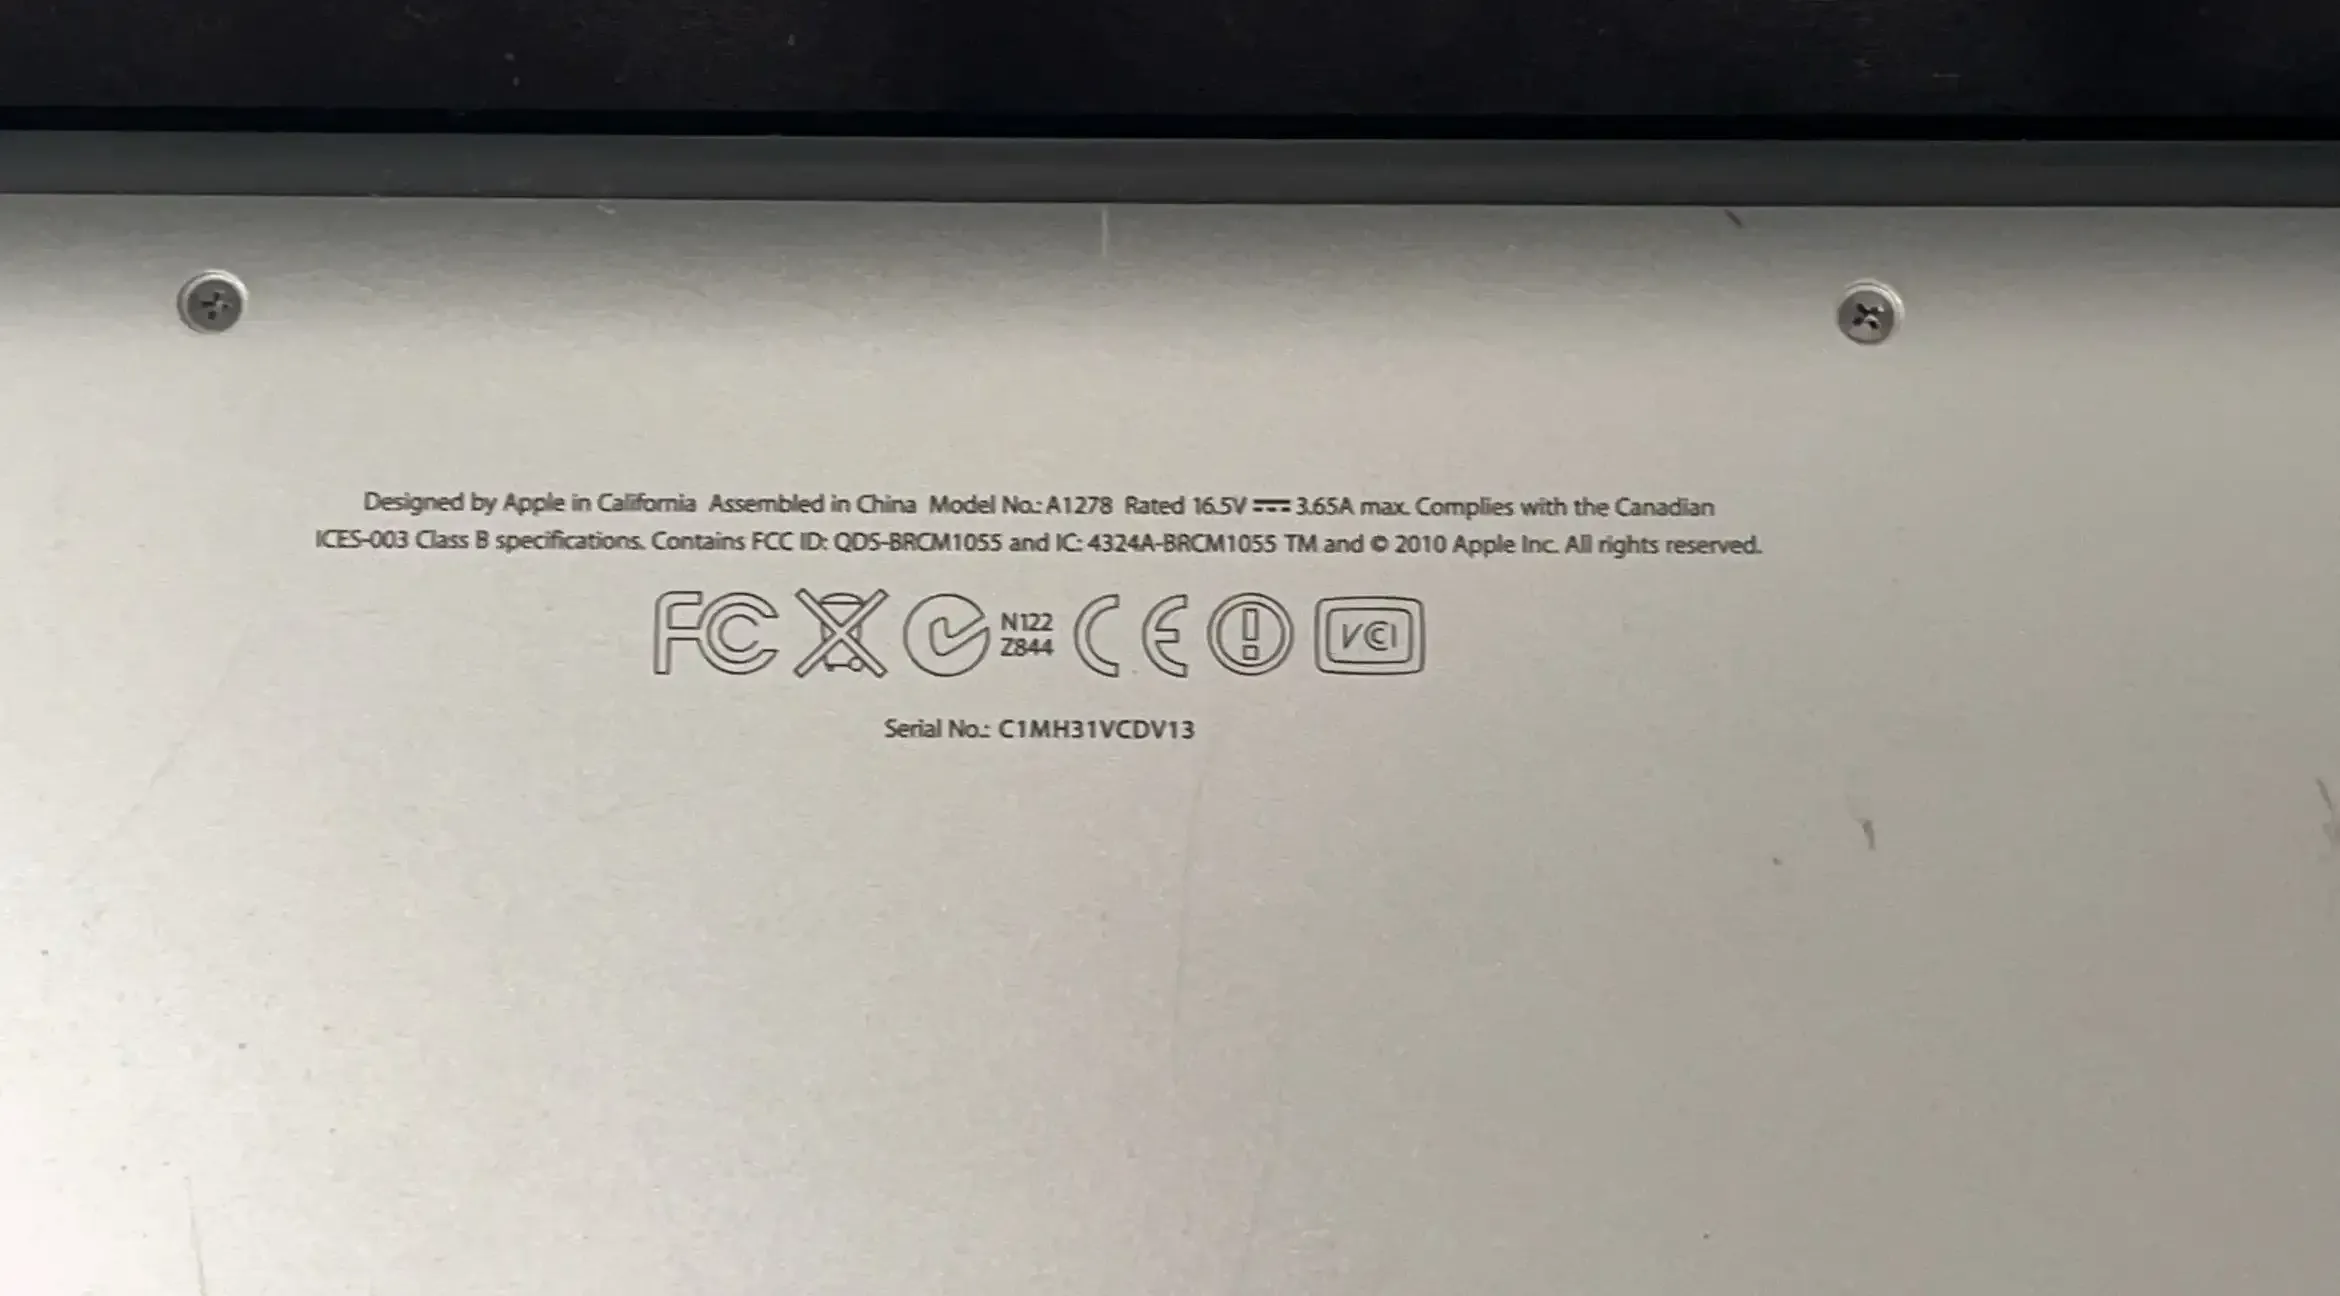 Designed by Apple in California Assembled in China Model No.: A1278 Rated 16.5V ⎓ 3.65A max. Complies with the Canadian
ICES-003 Class B specifications. Contains FCC ID: QDS-BRCM1055 and IC: 4324A-BRCM1055 TM and © 2010 Apple Inc. All rights reserved.
FC N122 CE VCI
Z844
Serial No.: C1MH31VCDV13